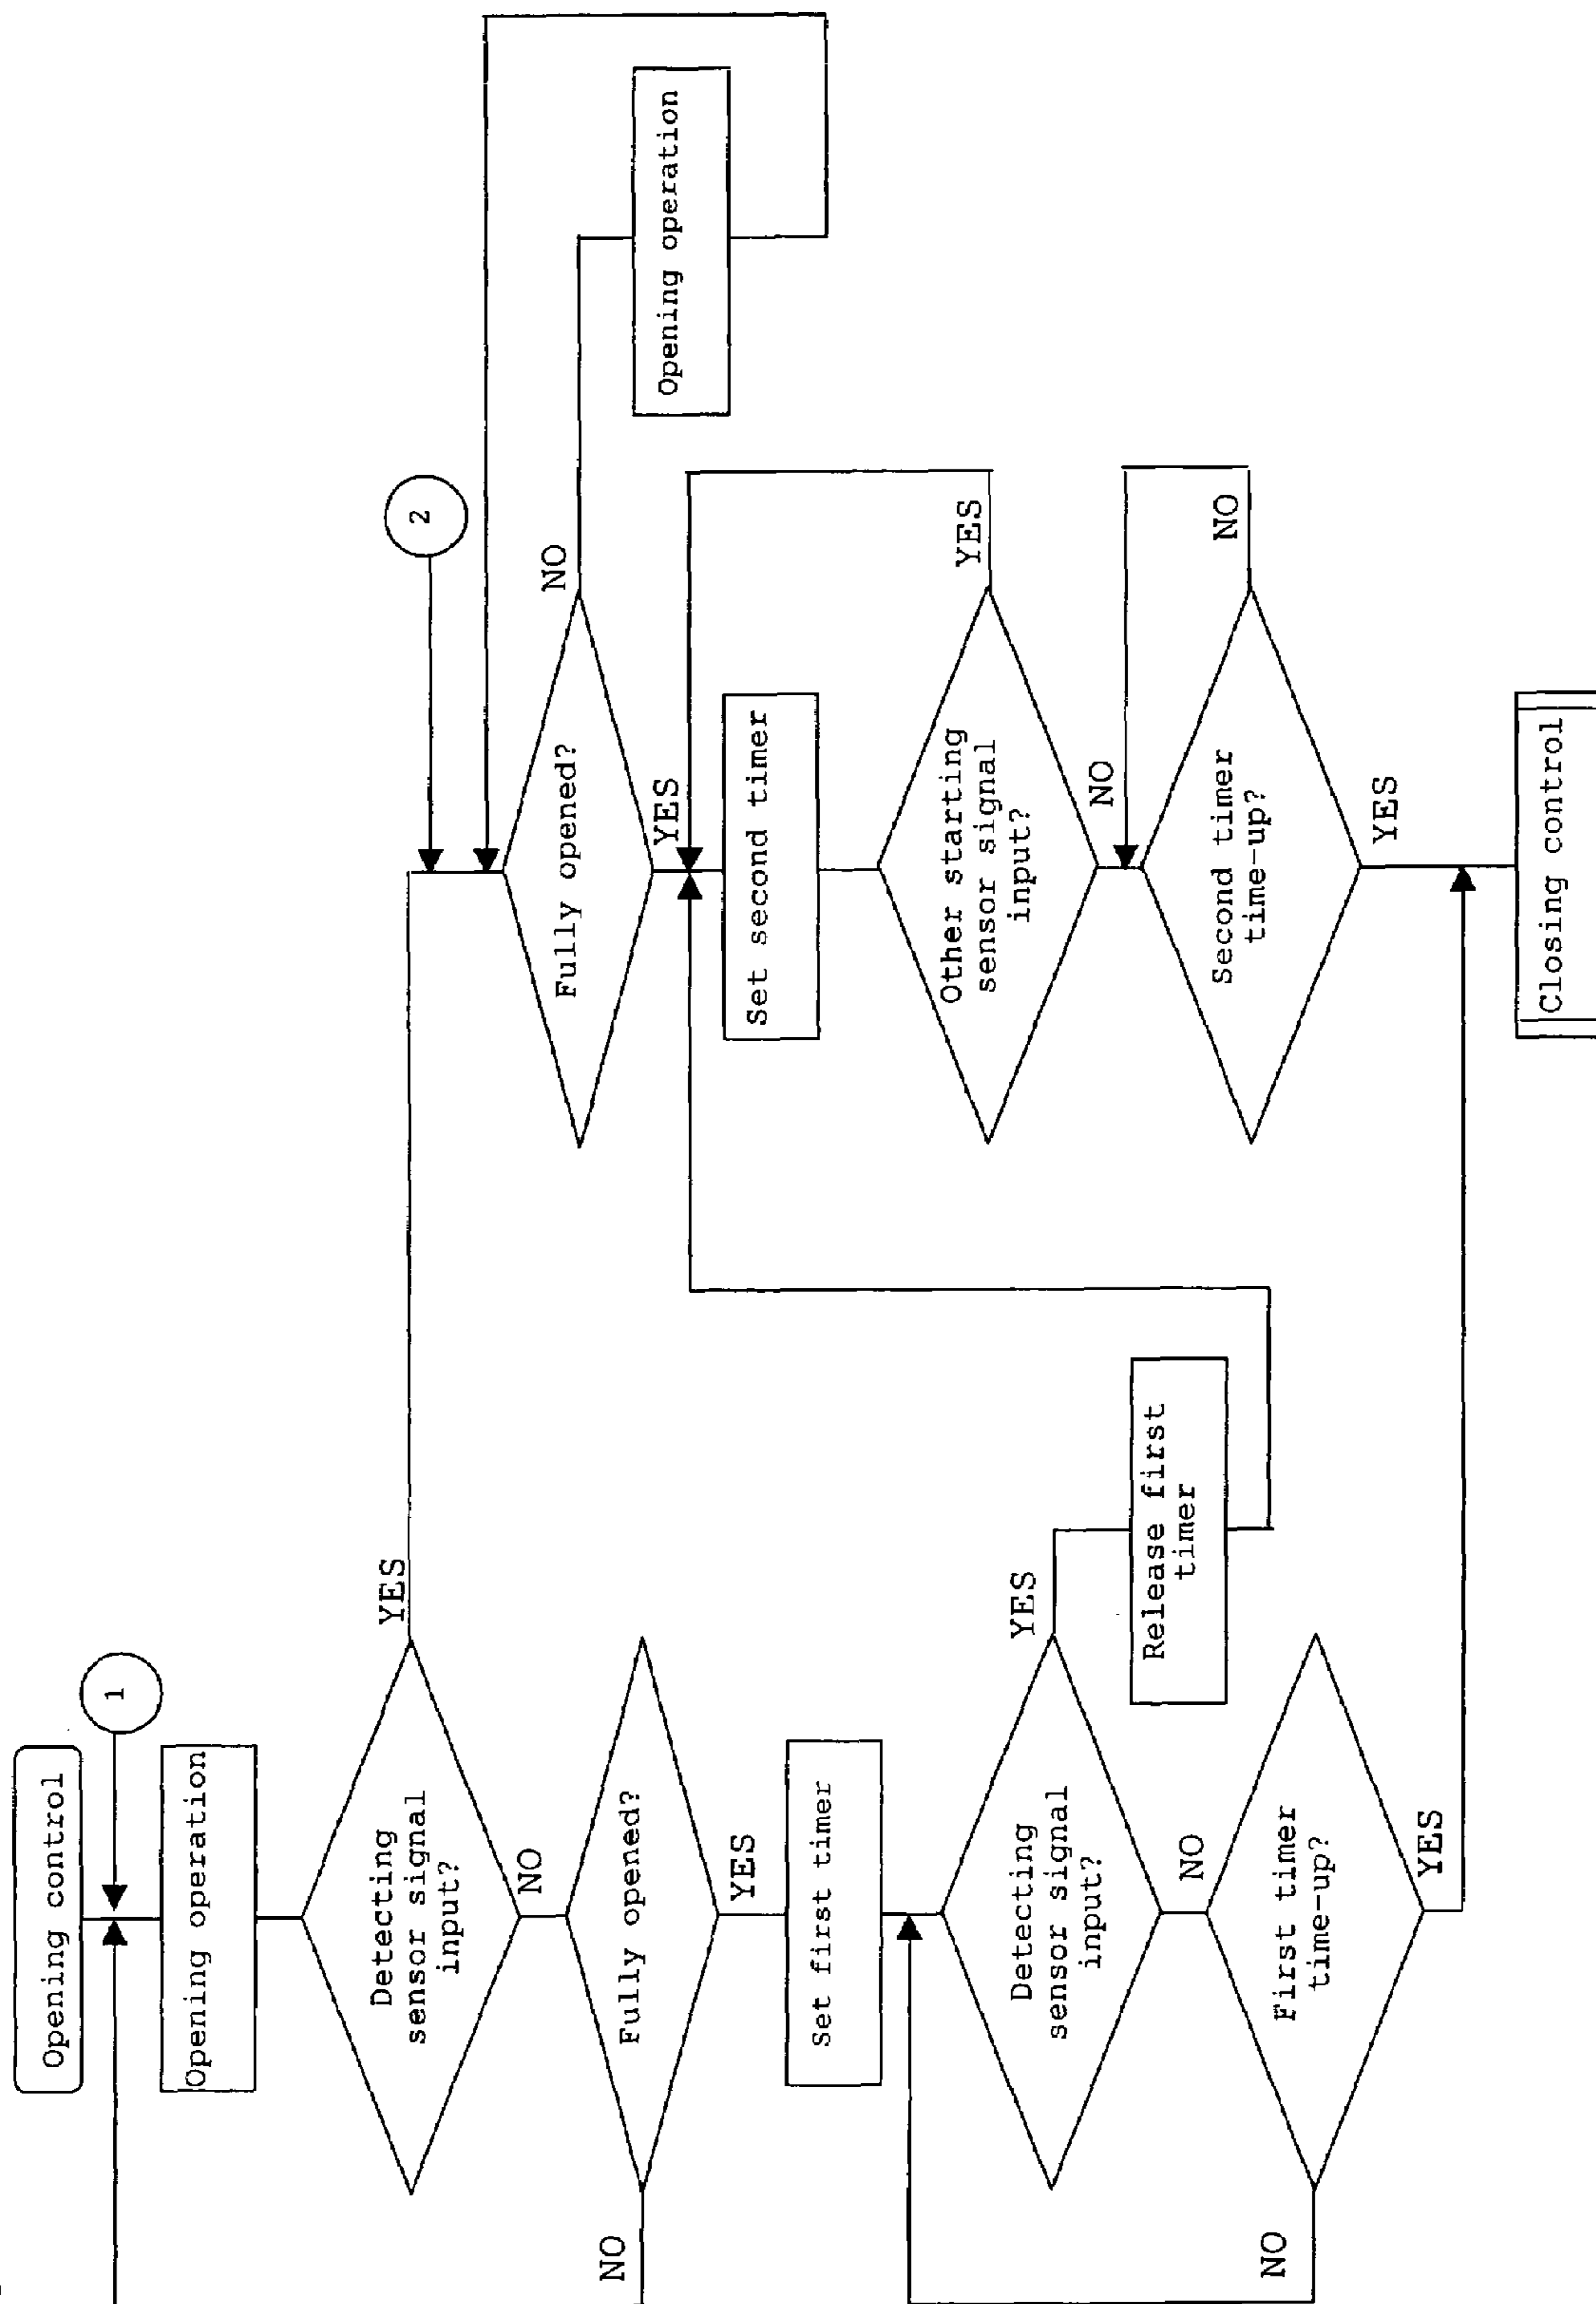 Opening control
1
Opening operation
Detecting
sensor signal
input?
YES
NO
Fully opened?
NO
YES
Set first timer
Detecting
sensor signal
input?
YES
NO
Release first
timer
First timer
time-up?
NO
YES
2
Fully opened?
NO
YES
Opening operation
Set second timer
Other starting
sensor signal
input?
YES
NO
Second timer
time-up?
NO
YES
Closing control